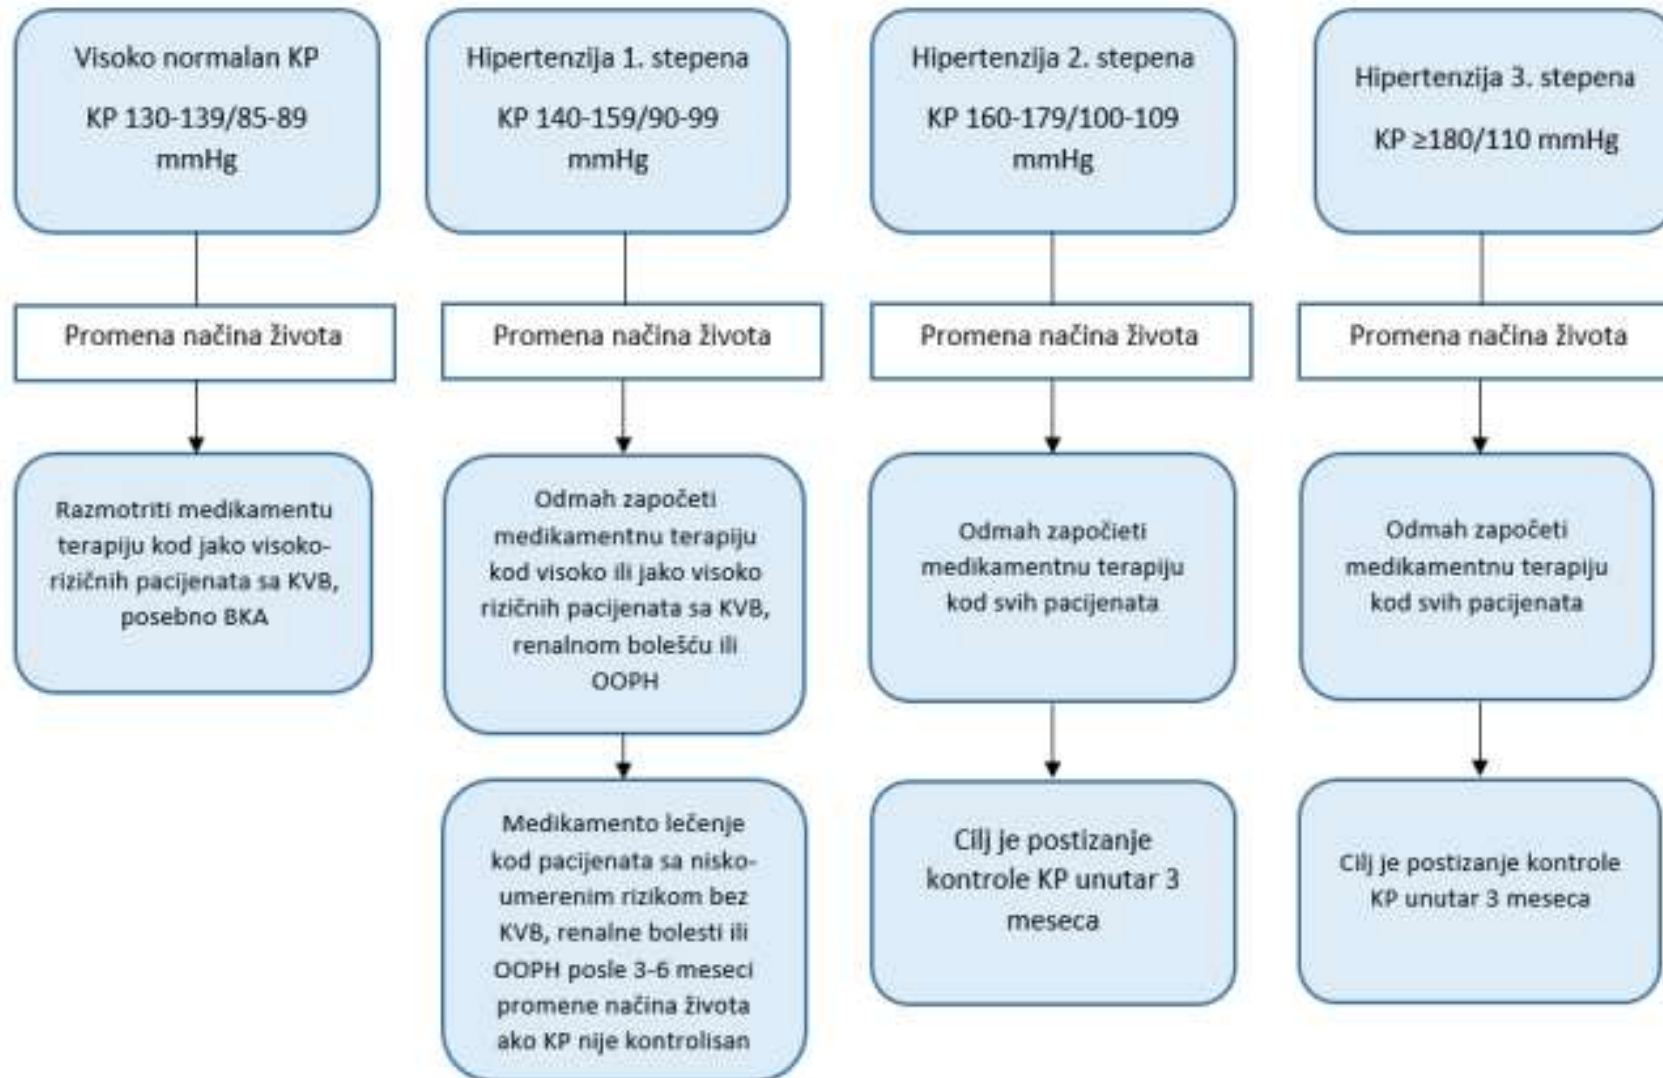 Visoko normalan KP
KP 130-139/85-89
mmHg
Promena načina života
Razmotriti medikamentu
terapiju kod jako visoko-
rizičnih pacijenata sa KVB,
posebno BKA
Hipertenzija 1. stepena
KP 140-159/90-99
mmHg
Promena načina života
Odmah započeti
medikamentnu terapiju
kod visoko ili jako visoko
rizičnih pacijenata sa KVB,
renalnom bolešću ili
OOPH
Medikamento lečenje
kod pacijenata sa nisko-
umerenim rizikom bez
KVB, renalne bolesti ili
OOPH posle 3-6 meseci
promene načina života
ako KP nije kontrolisan
Hipertenzija 2. stepena
KP 160-179/100-109
mmHg
Promena načina života
Odmah započieti
medikamentnu terapiju
kod svih pacijenata
Cilj je postizanje
kontrole KP unutar 3
meseca
Hipertenzija 3. stepena
KP ≥180/110 mmHg
Promena načina života
Odmah započeti
medikamentnu terapiju
kod svih pacijenata
Cilj je postizanje kontrole
KP unutar 3 meseca